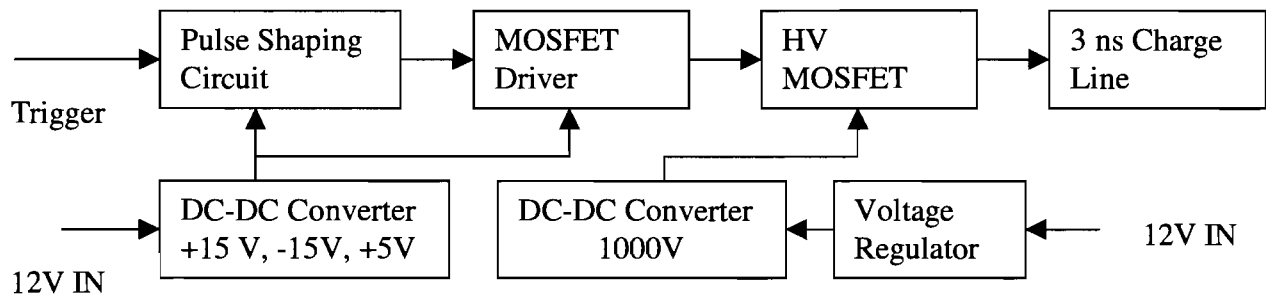 Pulse Shaping
Circuit
MOSFET
Driver
HV
MOSFET
3 ns Charge
Line
Trigger
DC-DC Converter
+15 V, -15V, +5V
DC-DC Converter
1000V
Voltage
Regulator
12V IN
12V IN